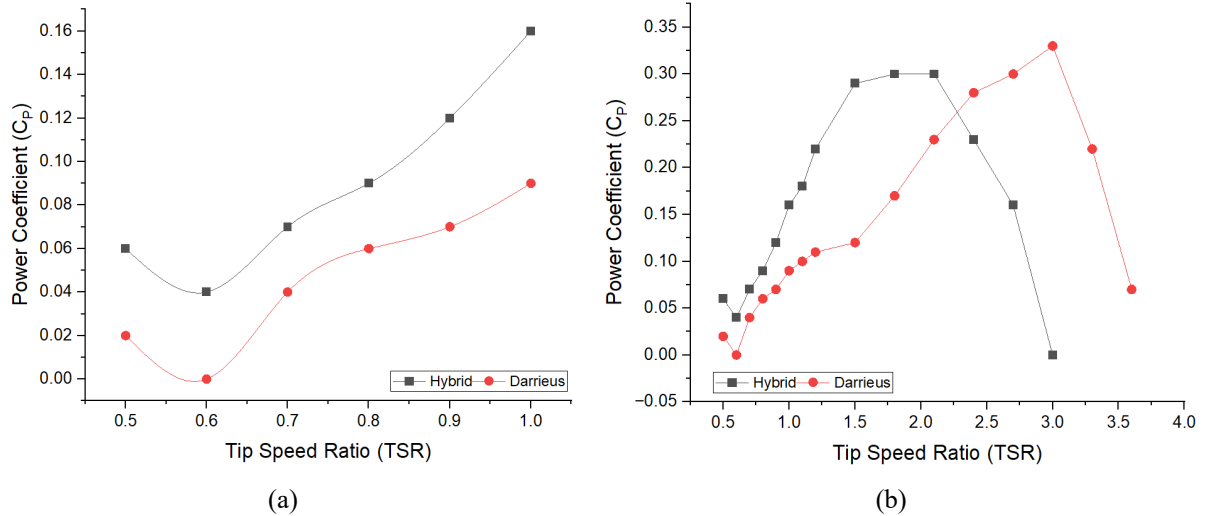 0.16
0.14
0.12
0.10
0.08
0.06
0.04
0.02
0.00
Power Coefficient (C_P)
Hybrid Darrieus
0.5 0.6 0.7 0.8 0.9 1.0
Tip Speed Ratio (TSR)
(a)
0.35
0.30
0.25
0.20
0.15
0.10
0.05
0.00
−0.05
Power Coefficient (C_P)
Hybrid Darrieus
0.5 1.0 1.5 2.0 2.5 3.0 3.5 4.0
Tip Speed Ratio (TSR)
(b)